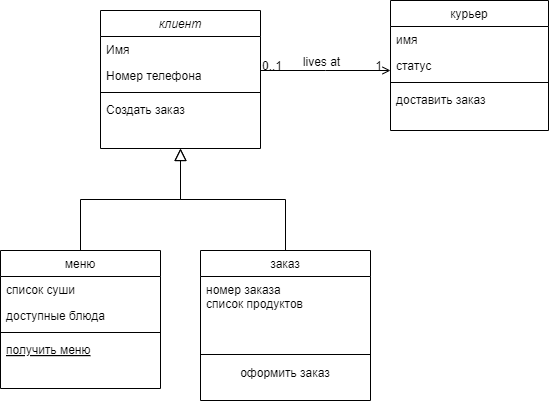 клиент
Имя
Номер телефона
Создать заказ
0..1
lives at
1
курьер
имя
статус
доставить заказ
меню
список суши
доступные блюда
получить меню
заказ
номер заказа
список продуктов
оформить заказ